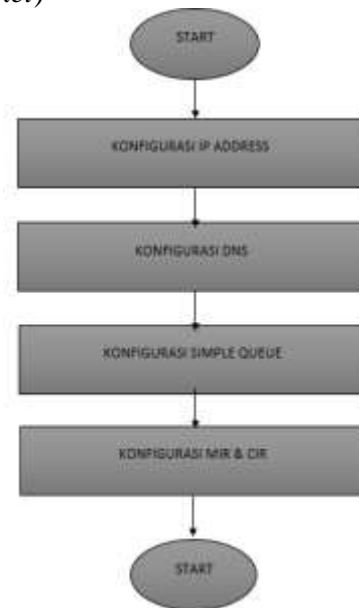 START
KONFIGURASI IP ADDRESS
KONFIGURASI DNS
KONFIGURASI SIMPLE QUEUE
KONFIGURASI MIR & CIR
START